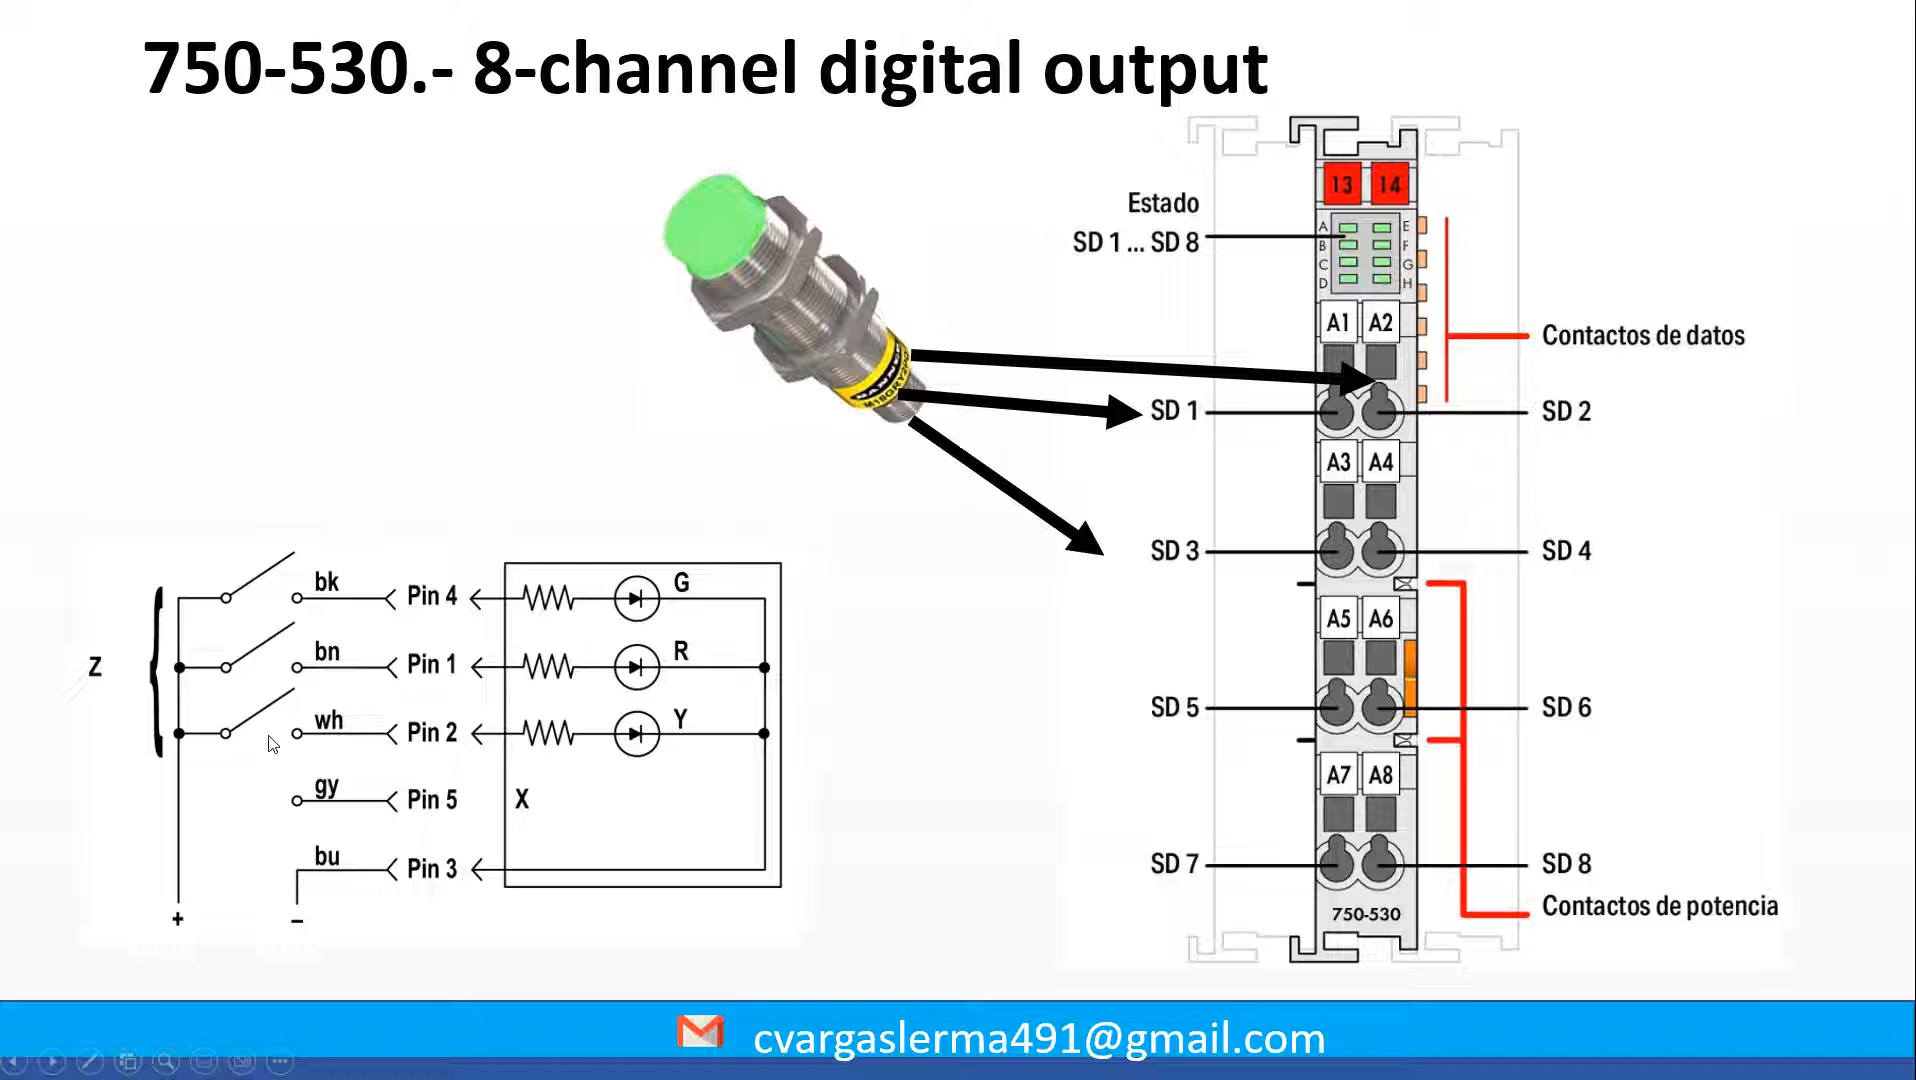 750-530.- 8-channel digital output
13 14
Estado
SD 1 ... SD 8
A E
B F
C G
D H
A1 A2
Contactos de datos
SD 1
SD 2
A3 A4
SD 3
SD 4
A5 A6
SD 5
SD 6
A7 A8
SD 7
SD 8
750-530
Contactos de potencia
bk Pin 4 G
bn Pin 1 R
Z
wh Pin 2 Y
gy Pin 5 X
bu Pin 3
+ –
cvargaslerma491@gmail.com